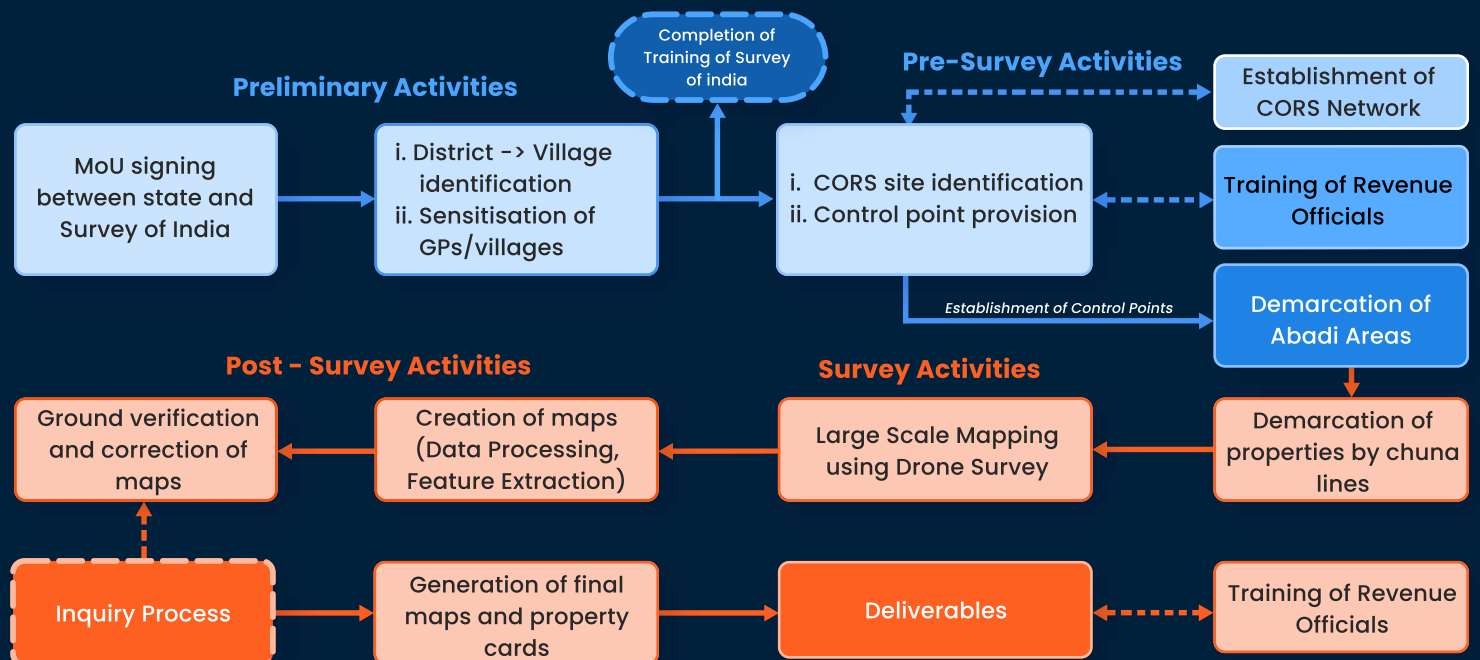 Completion of
Training of Survey
of india
Preliminary Activities
Pre-Survey Activities
Establishment of
CORS Network
MoU signing
between state and
Survey of India
i. District -> Village
identification
ii. Sensitisation of
GPs/villages
i. CORS site identification
ii. Control point provision
Training of Revenue
Officials
Establishment of Control Points
Demarcation of
Abadi Areas
Post - Survey Activities
Survey Activities
Ground verification
and correction of
maps
Creation of maps
(Data Processing,
Feature Extraction)
Large Scale Mapping
using Drone Survey
Demarcation of
properties by chuna
lines
Inquiry Process
Generation of final
maps and property
cards
Deliverables
Training of Revenue
Officials